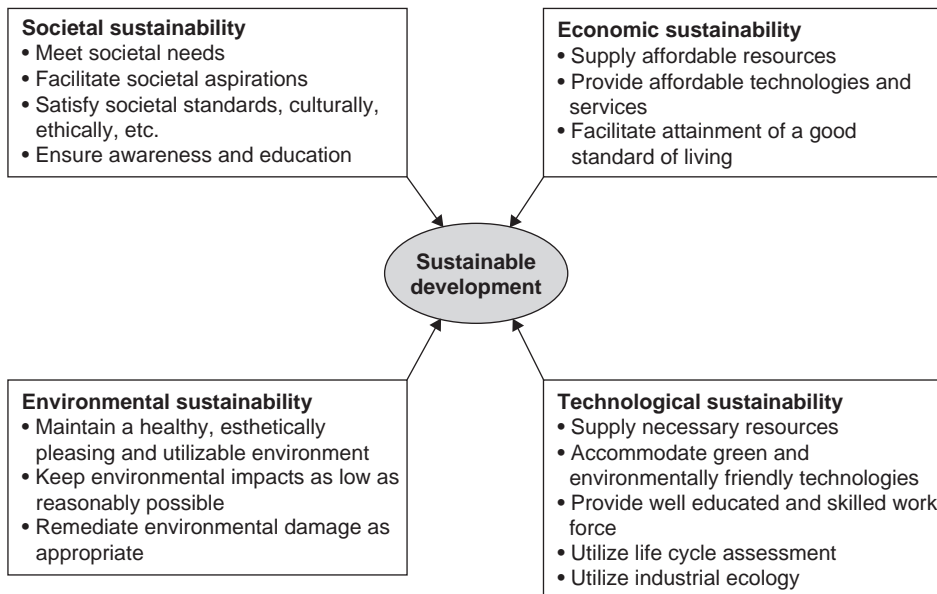 Societal sustainability
• Meet societal needs
• Facilitate societal aspirations
• Satisfy societal standards, culturally,
ethically, etc.
• Ensure awareness and education
Economic sustainability
• Supply affordable resources
• Provide affordable technologies and
services
• Facilitate attainment of a good
standard of living
Sustainable
development
Environmental sustainability
• Maintain a healthy, esthetically
pleasing and utilizable environment
• Keep environmental impacts as low as
reasonably possible
• Remediate environmental damage as
appropriate
Technological sustainability
• Supply necessary resources
• Accommodate green and
environmentally friendly technologies
• Provide well educated and skilled work
force
• Utilize life cycle assessment
• Utilize industrial ecology